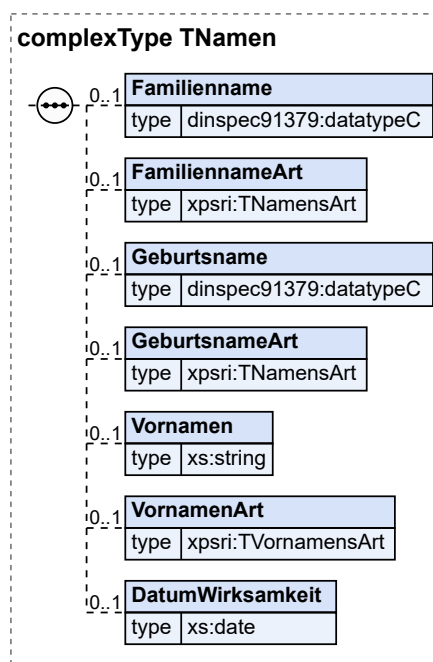 complexType TNamen
0..1 Familienname
type dinspec91379:datatypeC
0..1 FamiliennameArt
type xpsri:TNamensArt
0..1 Geburtsname
type dinspec91379:datatypeC
0..1 GeburtsnameArt
type xpsri:TNamensArt
0..1 Vornamen
type xs:string
0..1 VornamenArt
type xpsri:TVornamensArt
0..1 DatumWirksamkeit
type xs:date